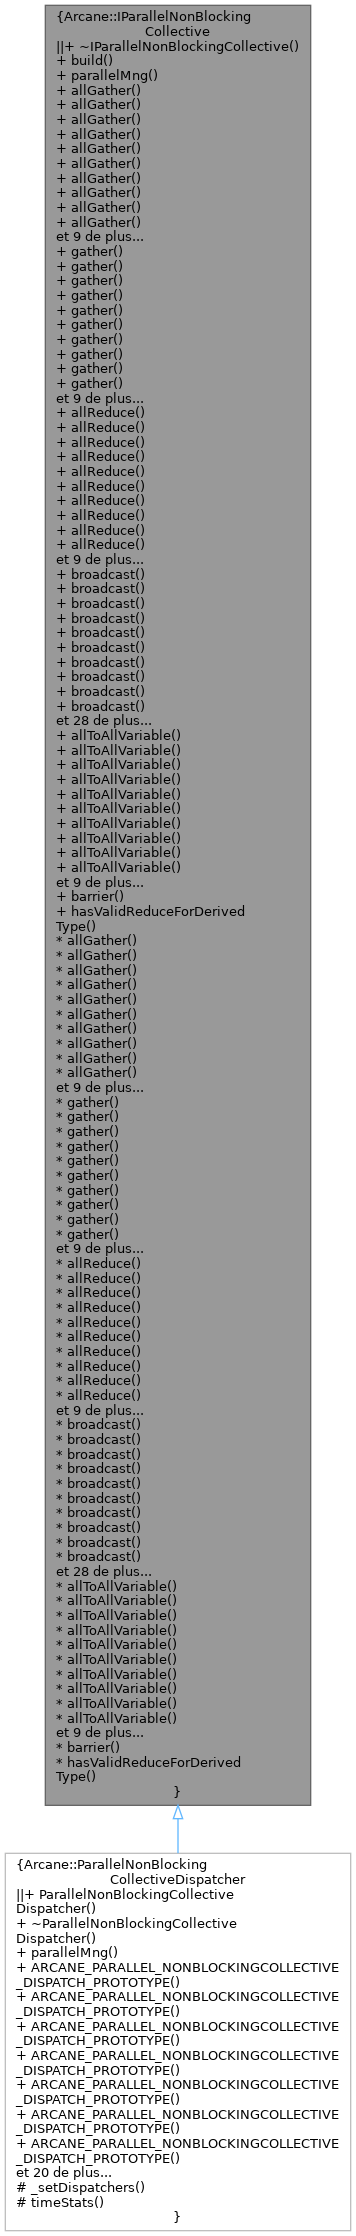 {Arcane::IParallelNonBlocking
Collective
||+ ~IParallelNonBlockingCollective()
+ build()
+ parallelMng()
+ allGather()
+ allGather()
+ allGather()
+ allGather()
+ allGather()
+ allGather()
+ allGather()
+ allGather()
+ allGather()
+ allGather()
et 9 de plus...
+ gather()
+ gather()
+ gather()
+ gather()
+ gather()
+ gather()
+ gather()
+ gather()
+ gather()
+ gather()
et 9 de plus...
+ allReduce()
+ allReduce()
+ allReduce()
+ allReduce()
+ allReduce()
+ allReduce()
+ allReduce()
+ allReduce()
+ allReduce()
+ allReduce()
et 9 de plus...
+ broadcast()
+ broadcast()
+ broadcast()
+ broadcast()
+ broadcast()
+ broadcast()
+ broadcast()
+ broadcast()
+ broadcast()
+ broadcast()
et 28 de plus...
+ allToAllVariable()
+ allToAllVariable()
+ allToAllVariable()
+ allToAllVariable()
+ allToAllVariable()
+ allToAllVariable()
+ allToAllVariable()
+ allToAllVariable()
+ allToAllVariable()
+ allToAllVariable()
et 9 de plus...
+ barrier()
+ hasValidReduceForDerived
Type()
* allGather()
* allGather()
* allGather()
* allGather()
* allGather()
* allGather()
* allGather()
* allGather()
* allGather()
* allGather()
et 9 de plus...
* gather()
* gather()
* gather()
* gather()
* gather()
* gather()
* gather()
* gather()
* gather()
* gather()
et 9 de plus...
* allReduce()
* allReduce()
* allReduce()
* allReduce()
* allReduce()
* allReduce()
* allReduce()
* allReduce()
* allReduce()
* allReduce()
et 9 de plus...
* broadcast()
* broadcast()
* broadcast()
* broadcast()
* broadcast()
* broadcast()
* broadcast()
* broadcast()
* broadcast()
* broadcast()
et 28 de plus...
* allToAllVariable()
* allToAllVariable()
* allToAllVariable()
* allToAllVariable()
* allToAllVariable()
* allToAllVariable()
* allToAllVariable()
* allToAllVariable()
* allToAllVariable()
* allToAllVariable()
et 9 de plus...
* barrier()
* hasValidReduceForDerived
Type()
}
{Arcane::ParallelNonBlocking
CollectiveDispatcher
||+ ParallelNonBlockingCollective
Dispatcher()
+ ~ParallelNonBlockingCollective
Dispatcher()
+ parallelMng()
+ ARCANE_PARALLEL_NONBLOCKINGCOLLECTIVE
_DISPATCH_PROTOTYPE()
+ ARCANE_PARALLEL_NONBLOCKINGCOLLECTIVE
_DISPATCH_PROTOTYPE()
+ ARCANE_PARALLEL_NONBLOCKINGCOLLECTIVE
_DISPATCH_PROTOTYPE()
+ ARCANE_PARALLEL_NONBLOCKINGCOLLECTIVE
_DISPATCH_PROTOTYPE()
+ ARCANE_PARALLEL_NONBLOCKINGCOLLECTIVE
_DISPATCH_PROTOTYPE()
+ ARCANE_PARALLEL_NONBLOCKINGCOLLECTIVE
_DISPATCH_PROTOTYPE()
+ ARCANE_PARALLEL_NONBLOCKINGCOLLECTIVE
_DISPATCH_PROTOTYPE()
et 20 de plus...
# _setDispatchers()
# timeStats()
}